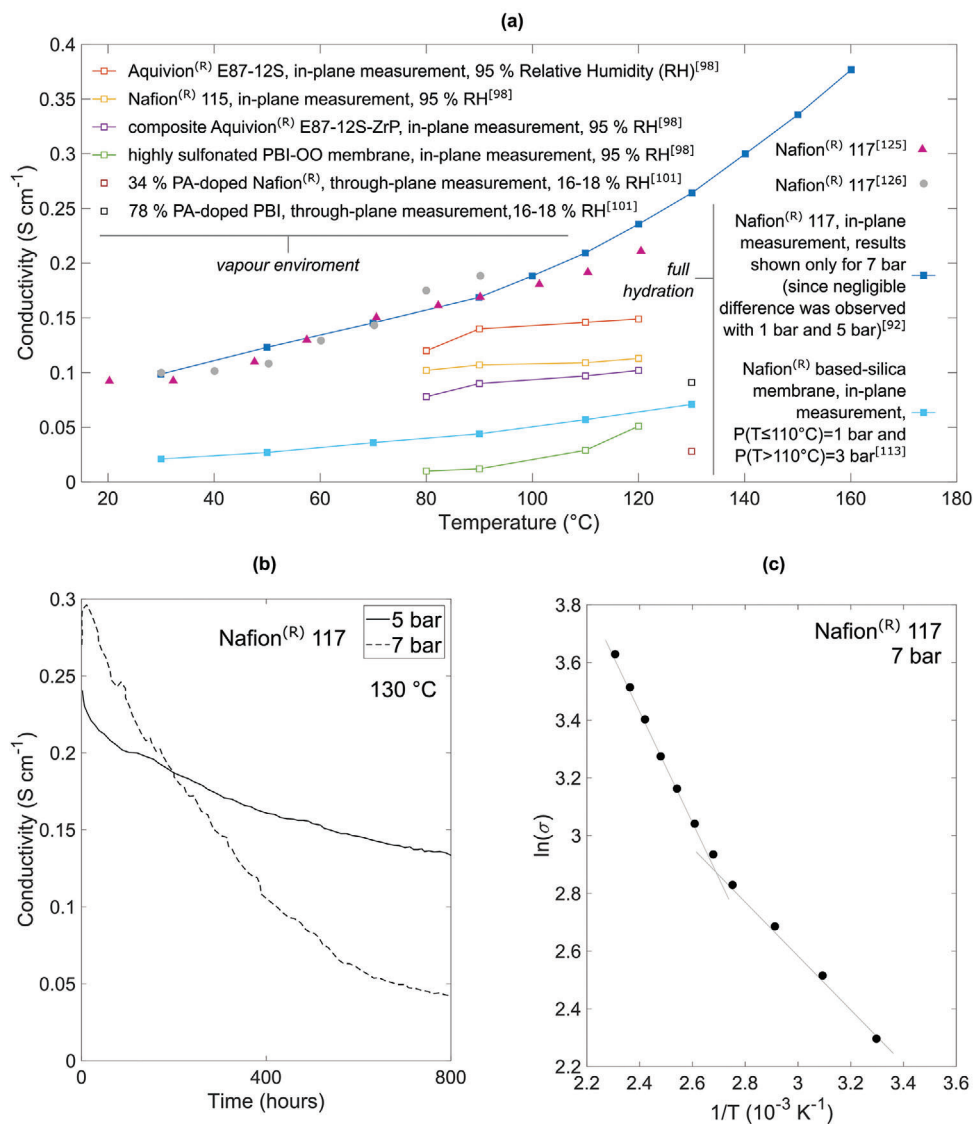 (a)
0.4
0.35
0.3
0.25
0.2
0.15
0.1
0.05
0
Conductivity (S cm⁻¹)
Aquivion⁽ᴿ⁾ E87-12S, in-plane measurement, 95 % Relative Humidity (RH)[98]
Nafion⁽ᴿ⁾ 115, in-plane measurement, 95 % RH[98]
composite Aquivion⁽ᴿ⁾ E87-12S-ZrP, in-plane measurement, 95 % RH[98]
highly sulfonated PBI-OO membrane, in-plane measurement, 95 % RH[98]
34 % PA-doped Nafion⁽ᴿ⁾, through-plane measurement, 16-18 % RH[101]
78 % PA-doped PBI, through-plane measurement,16-18 % RH[101]
vapour enviroment
full
hydration
Nafion⁽ᴿ⁾ 117[125]
Nafion⁽ᴿ⁾ 117[126]
Nafion⁽ᴿ⁾ 117, in-plane
measurement, results
shown only for 7 bar
(since negligible
difference was observed
with 1 bar and 5 bar)[92]
Nafion⁽ᴿ⁾ based-silica
membrane, in-plane
measurement,
P(T≤110°C)=1 bar and
P(T>110°C)=3 bar[113]
20 40 60 80 100 120 140 160 180
Temperature (°C)
(b)
0.3
0.25
0.2
0.15
0.1
0.05
0
Conductivity (S cm⁻¹)
Nafion⁽ᴿ⁾ 117
5 bar
7 bar
130 °C
0 400 800
Time (hours)
(c)
3.8
3.6
3.4
3.2
3
2.8
2.6
2.4
2.2
ln(σ)
Nafion⁽ᴿ⁾ 117
7 bar
2.2 2.4 2.6 2.8 3 3.2 3.4 3.6
1/T (10⁻³ K⁻¹)